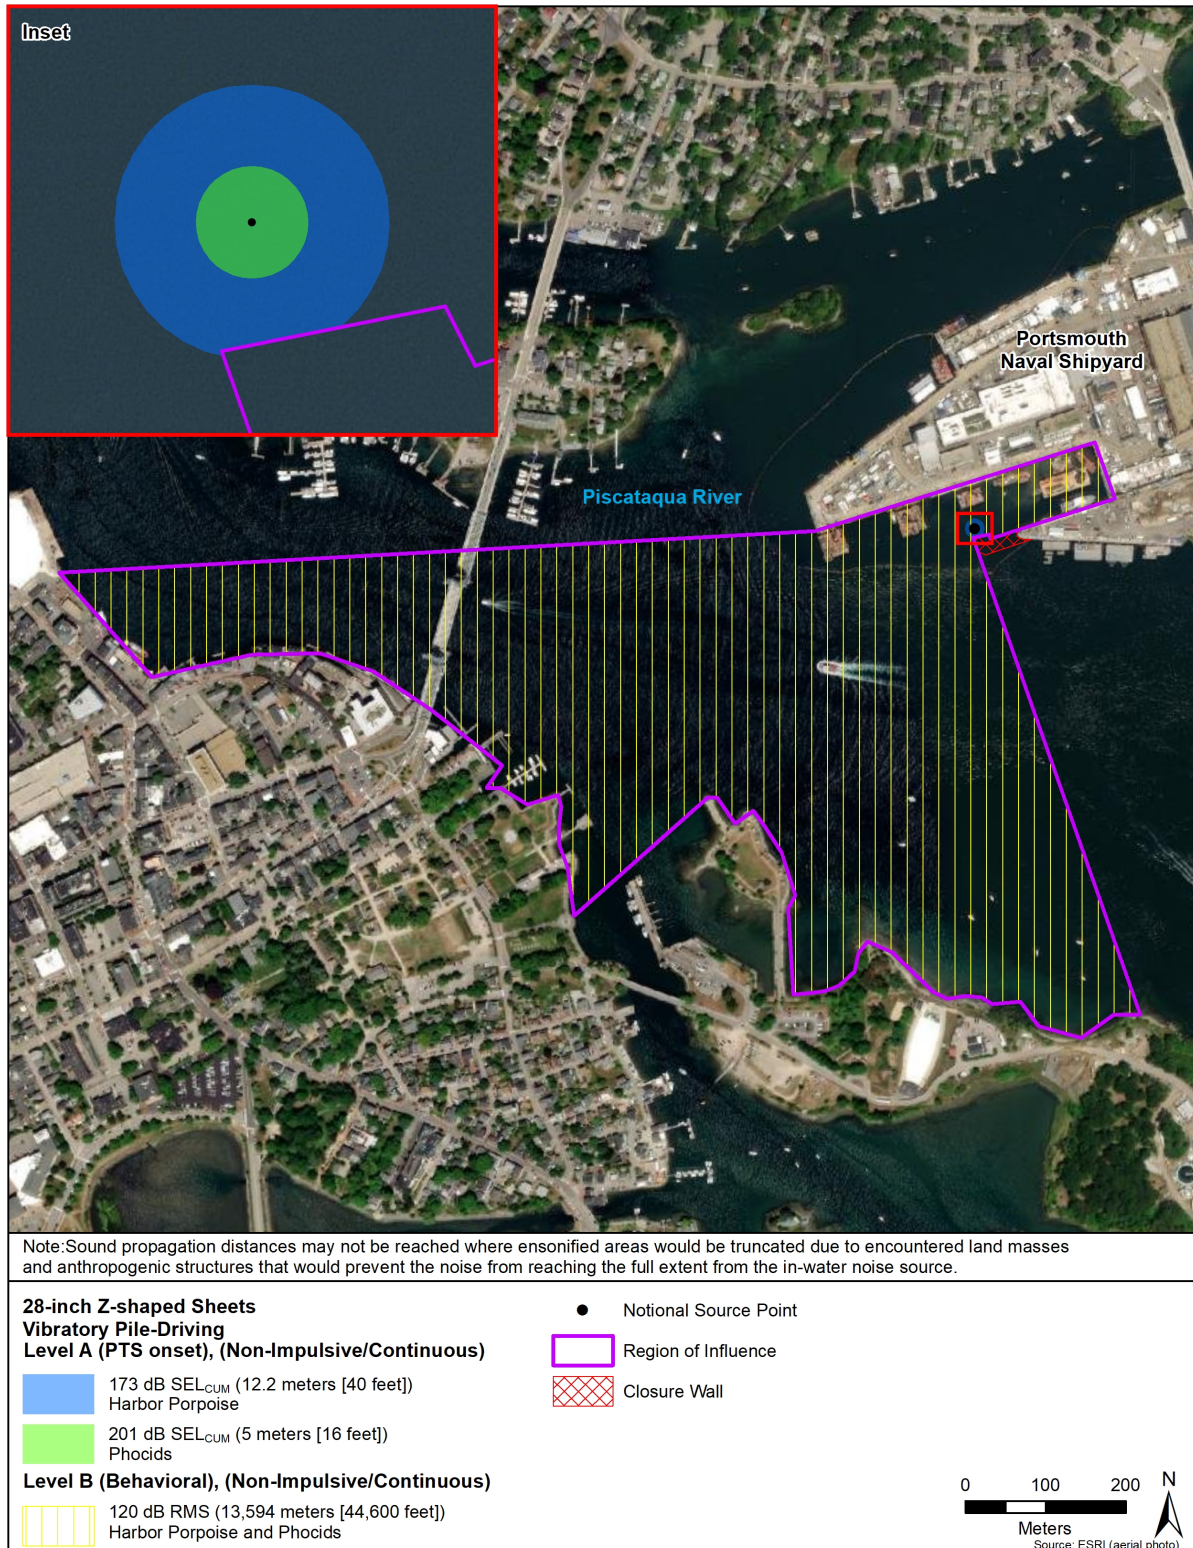 Inset
Portsmouth
Naval Shipyard
Piscataqua River
Note:Sound propagation distances may not be reached where ensonified areas would be truncated due to encountered land masses
and anthropogenic structures that would prevent the noise from reaching the full extent from the in-water noise source.
28-inch Z-shaped Sheets
Vibratory Pile-Driving
Level A (PTS onset), (Non-Impulsive/Continuous)
173 dB SELCUM (12.2 meters [40 feet])
Harbor Porpoise
201 dB SELCUM (5 meters [16 feet])
Phocids
Level B (Behavioral), (Non-Impulsive/Continuous)
120 dB RMS (13,594 meters [44,600 feet])
Harbor Porpoise and Phocids
Notional Source Point
Region of Influence
Closure Wall
0 100 200
Meters
N
Source: ESRI (aerial photo)